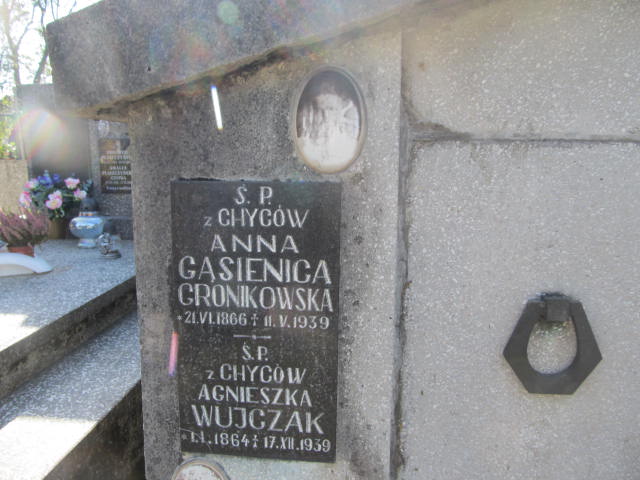 Ś. P.
z CHYCÓW
ANNA
GĄSIENICA
GRONIKOWSKA
*21.VI.1866 ‡ 11.V.1939
Ś.P.
z CHYCÓW
AGNIESZKA
WUJCZAK
*1.I.1864 ‡ 17.XII.1939